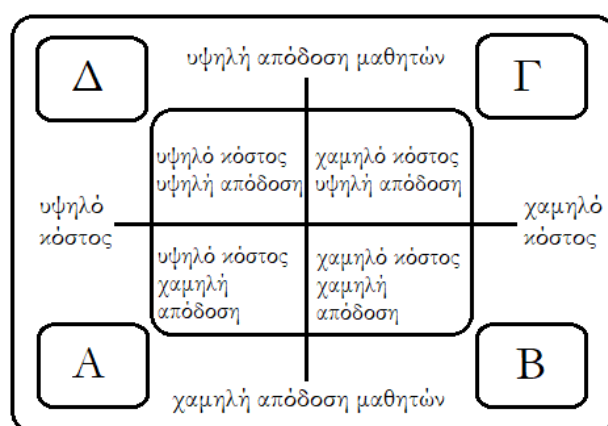 Δ
υψηλή απόδοση μαθητών
Γ
υψηλό κόστος
υψηλή απόδοση
χαμηλό κόστος
υψηλή απόδοση
υψηλό
κόστος
χαμηλό
κόστος
υψηλό κόστος
χαμηλή
απόδοση
χαμηλό κόστος
χαμηλή
απόδοση
Α
Β
χαμηλή απόδοση μαθητών